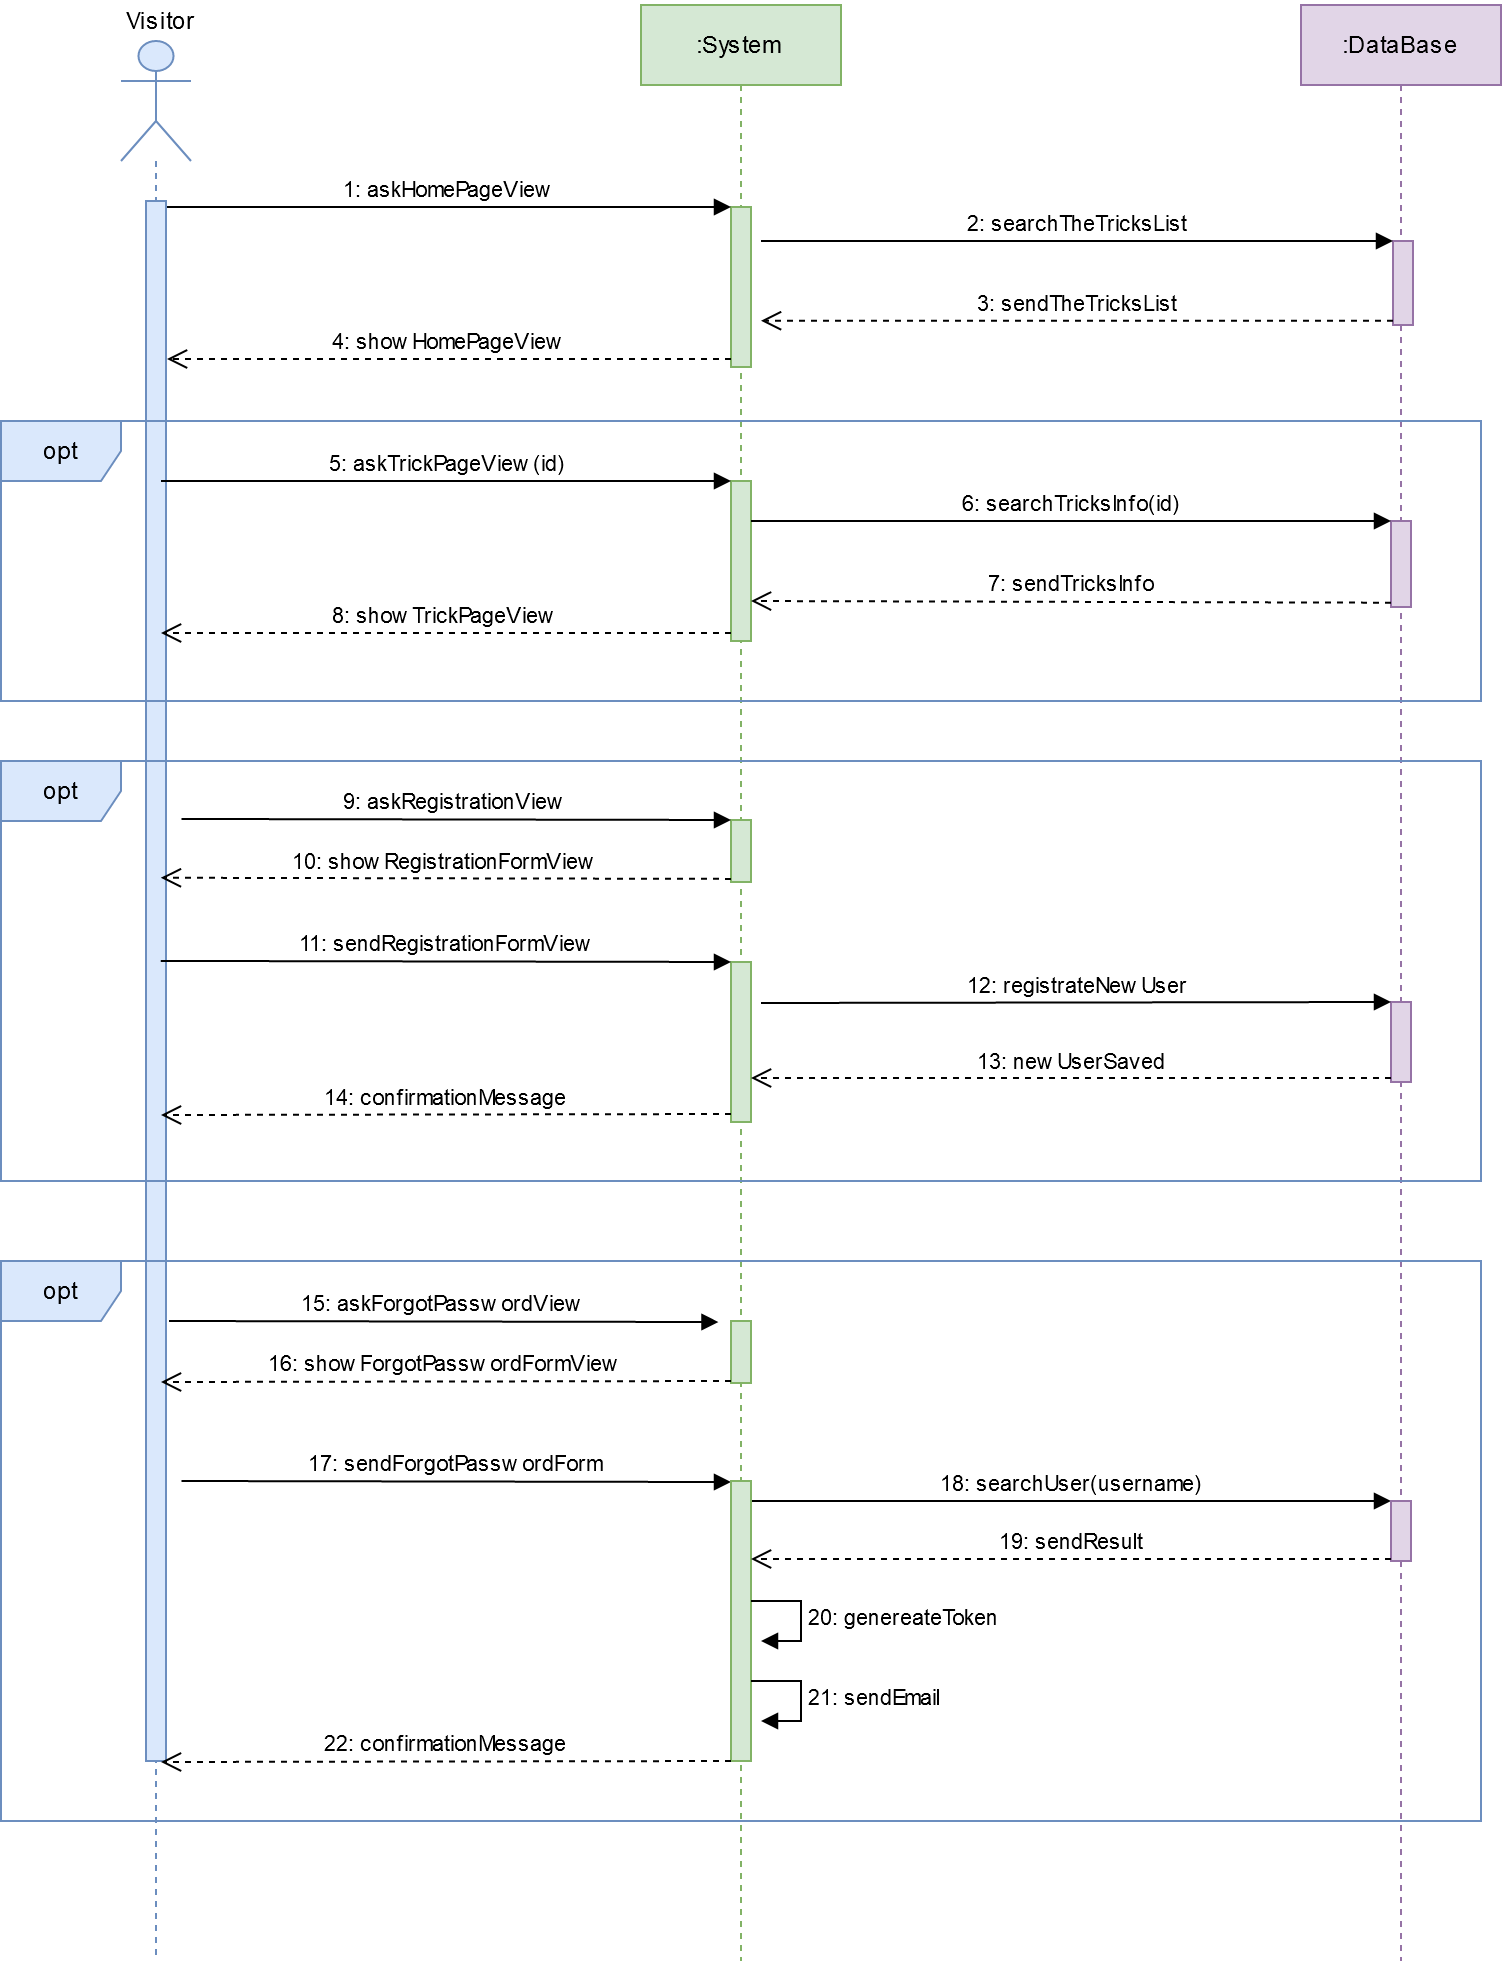 Visitor
:System
:DataBase
1: askHomePageView
2: searchTheTricksList
3: sendTheTricksList
4: show HomePageView
opt
5: askTrickPageView (id)
6: searchTricksInfo(id)
7: sendTricksInfo
8: show TrickPageView
opt
9: askRegistrationView
10: show RegistrationFormView
11: sendRegistrationFormView
12: registrateNew User
13: new UserSaved
14: confirmationMessage
opt
15: askForgotPassw ordView
16: show ForgotPassw ordFormView
17: sendForgotPassw ordForm
18: searchUser(username)
19: sendResult
20: genereateToken
21: sendEmail
22: confirmationMessage